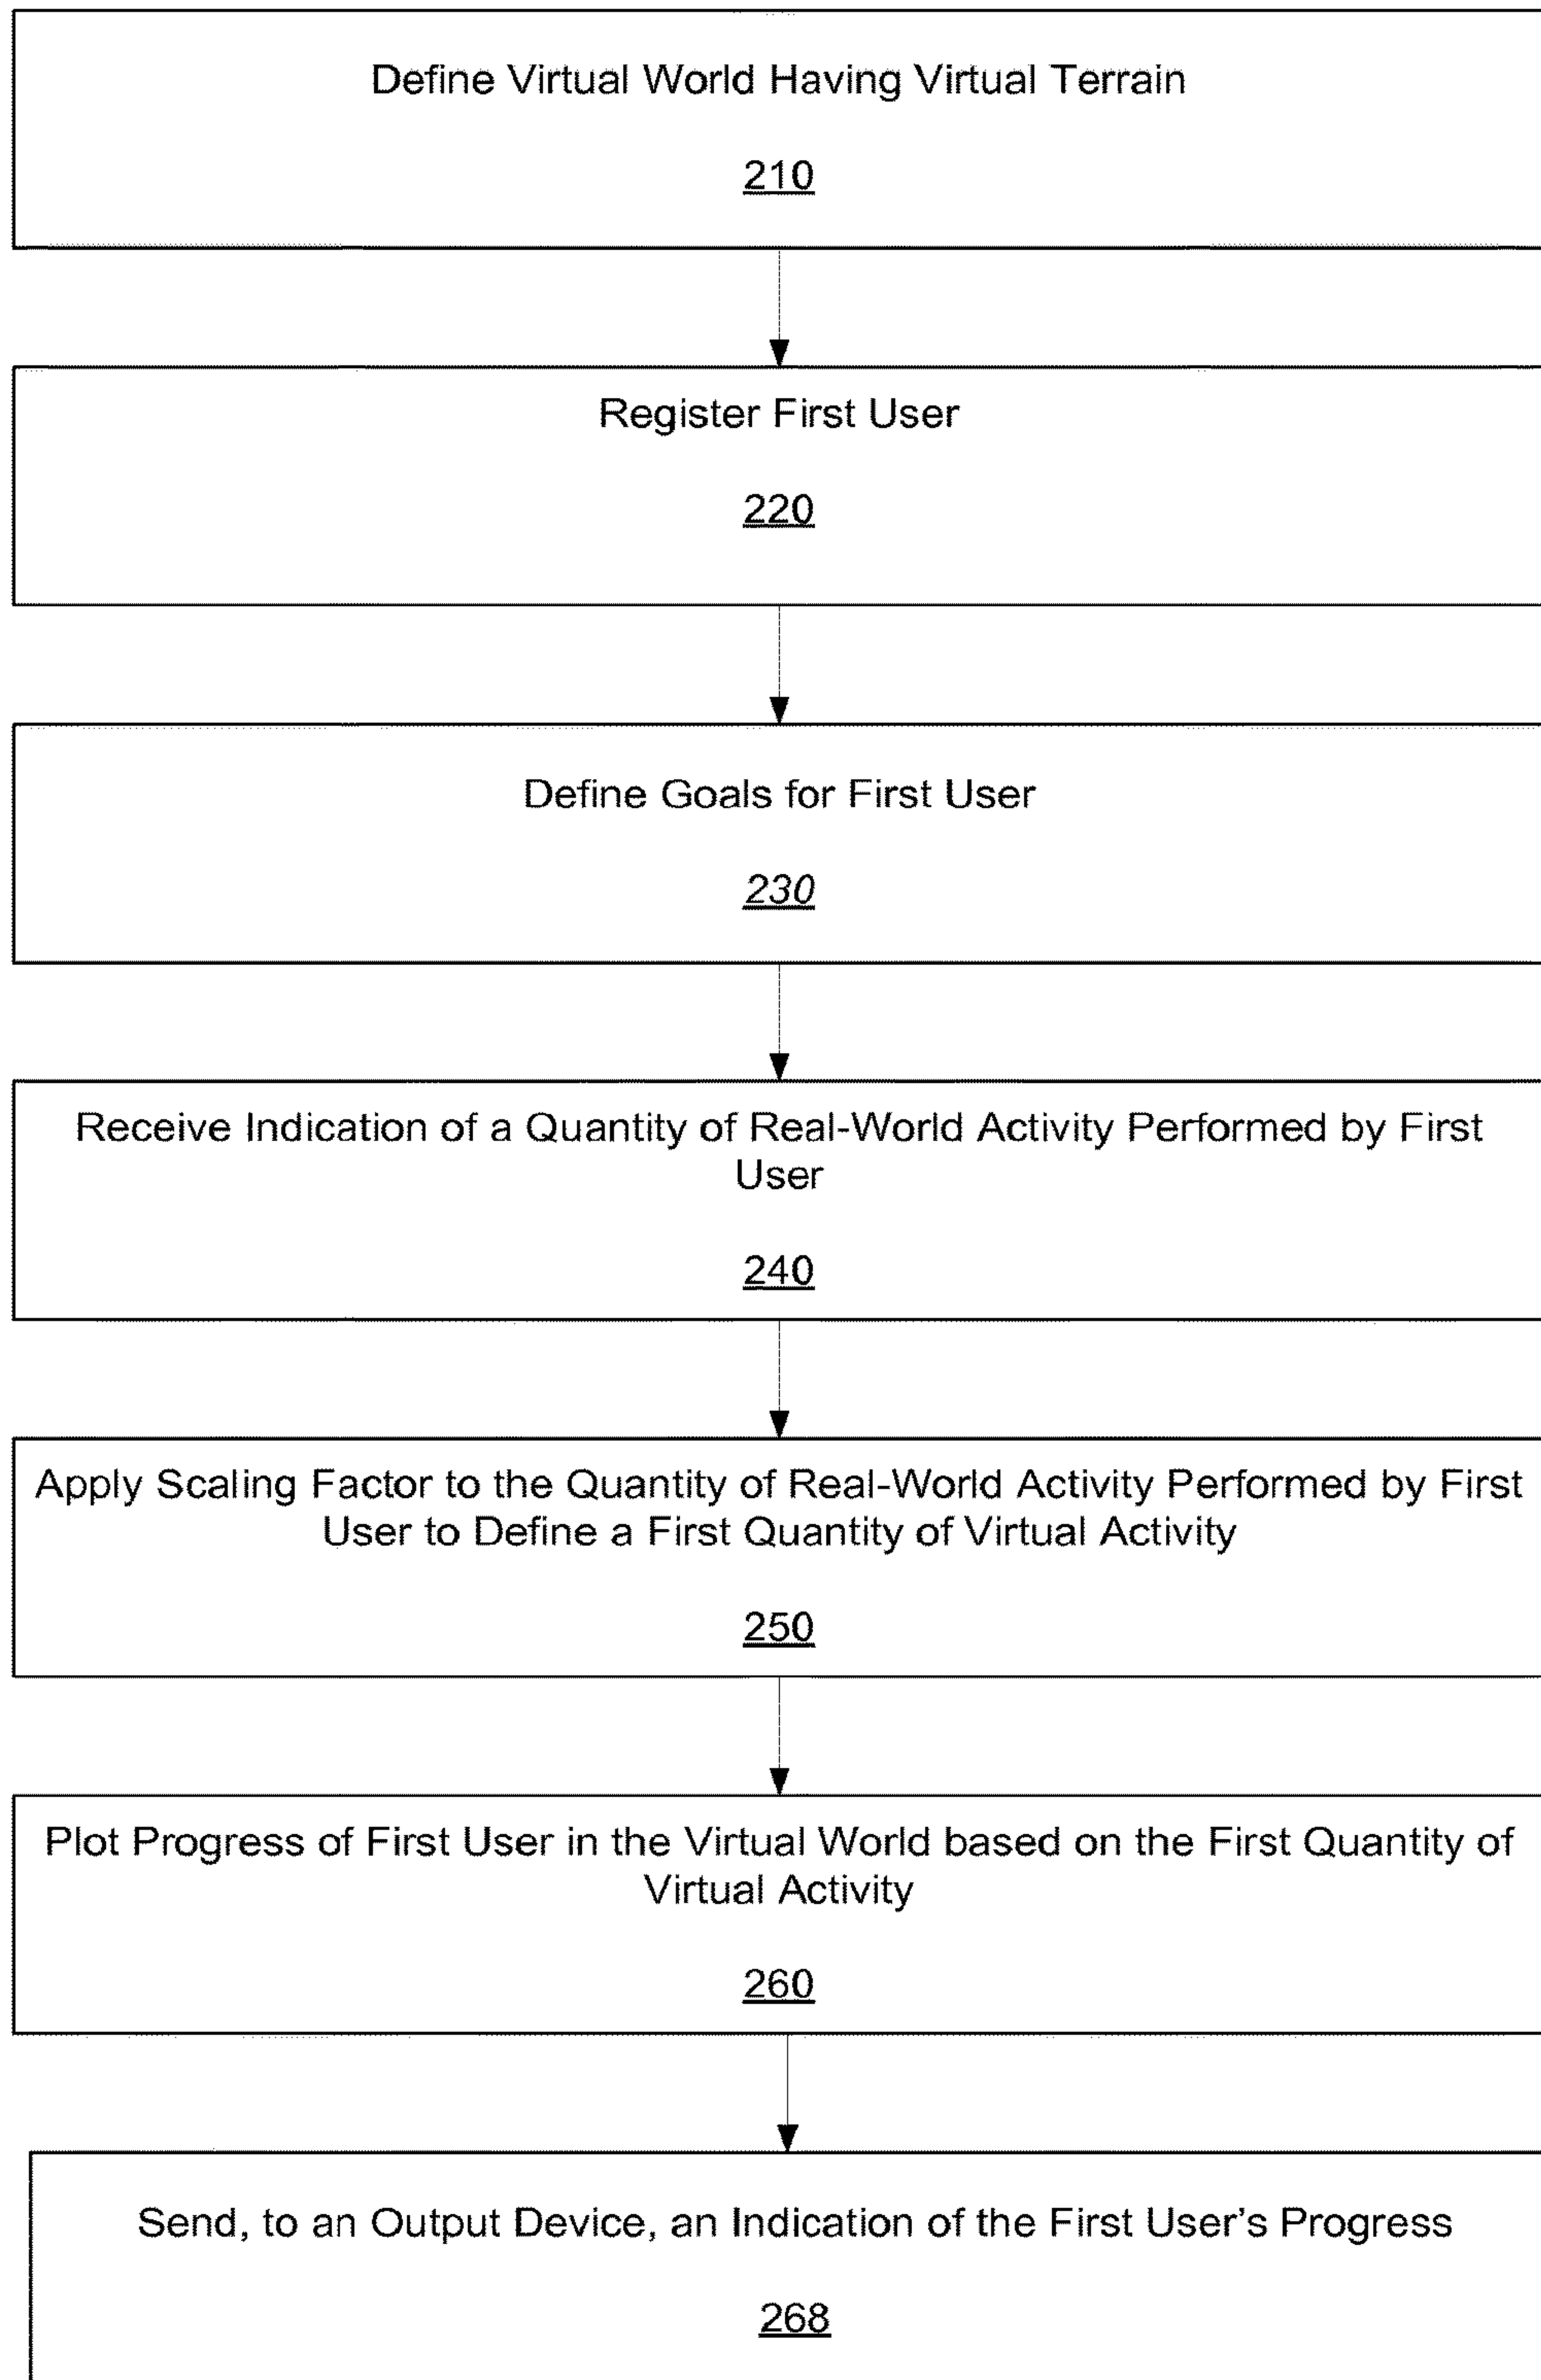 Define Virtual World Having Virtual Terrain
210
Register First User
220
Define Goals for First User
230
Receive Indication of a Quantity of Real-World Activity Performed by First
User
240
Apply Scaling Factor to the Quantity of Real-World Activity Performed by First
User to Define a First Quantity of Virtual Activity
250
Plot Progress of First User in the Virtual World based on the First Quantity of
Virtual Activity
260
Send, to an Output Device, an Indication of the First User's Progress
268